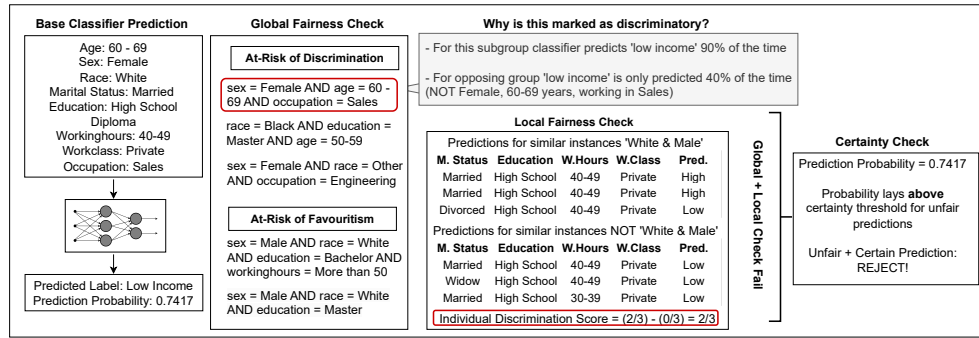 Base Classifier Prediction
Age: 60 - 69
Sex: Female
Race: White
Marital Status: Married
Education: High School
Diploma
Workinghours: 40-49
Workclass: Private
Occupation: Sales
Predicted Label: Low Income
Prediction Probability: 0.7417
Global Fairness Check
At-Risk of Discrimination
sex = Female AND age = 60 -
69 AND occupation = Sales
race = Black AND education =
Master AND age = 50-59
sex = Female AND race = Other
AND occupation = Engineering
At-Risk of Favouritism
sex = Male AND race = White
AND education = Bachelor AND
workinghours = More than 50
sex = Male AND race = White
AND education = Master
Why is this marked as discriminatory?
- For this subgroup classifier predicts 'low income' 90% of the time
- For opposing group 'low income' is only predicted 40% of the time
(NOT Female, 60-69 years, working in Sales)
Local Fairness Check
Predictions for similar instances 'White & Male'
M. Status Education W.Hours W.Class Pred.
Married High School 40-49 Private High
Married High School 40-49 Private High
Divorced High School 40-49 Private Low
Predictions for similar instances NOT 'White & Male'
M. Status Education W.Hours W.Class Pred.
Married High School 40-49 Private Low
Widow High School 40-49 Private Low
Married High School 30-39 Private Low
Individual Discrimination Score = (2/3) - (0/3) = 2/3
Global + Local Check Fail
Certainty Check
Prediction Probability = 0.7417
Probability lays above
certainty threshold for unfair
predictions
Unfair + Certain Prediction:
REJECT!